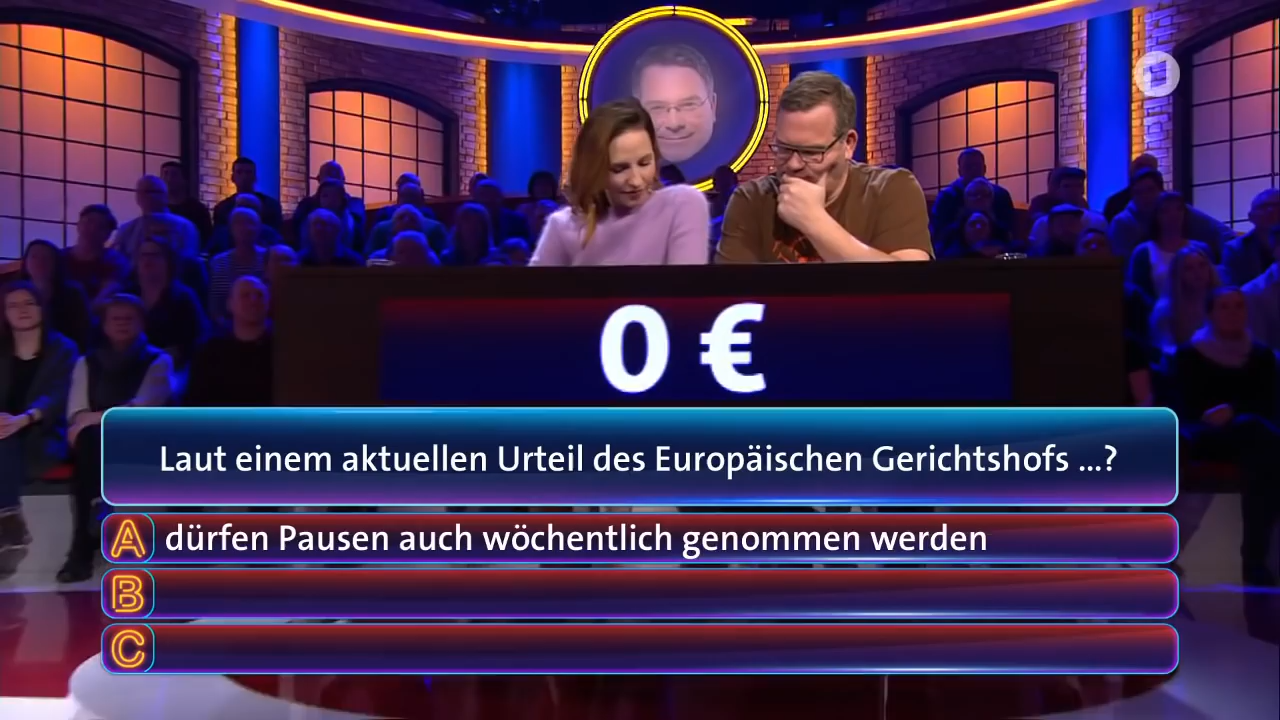 0 €
Laut einem aktuellen Urteil des Europäischen Gerichtshofs ...?
A dürfen Pausen auch wöchentlich genommen werden
B
C